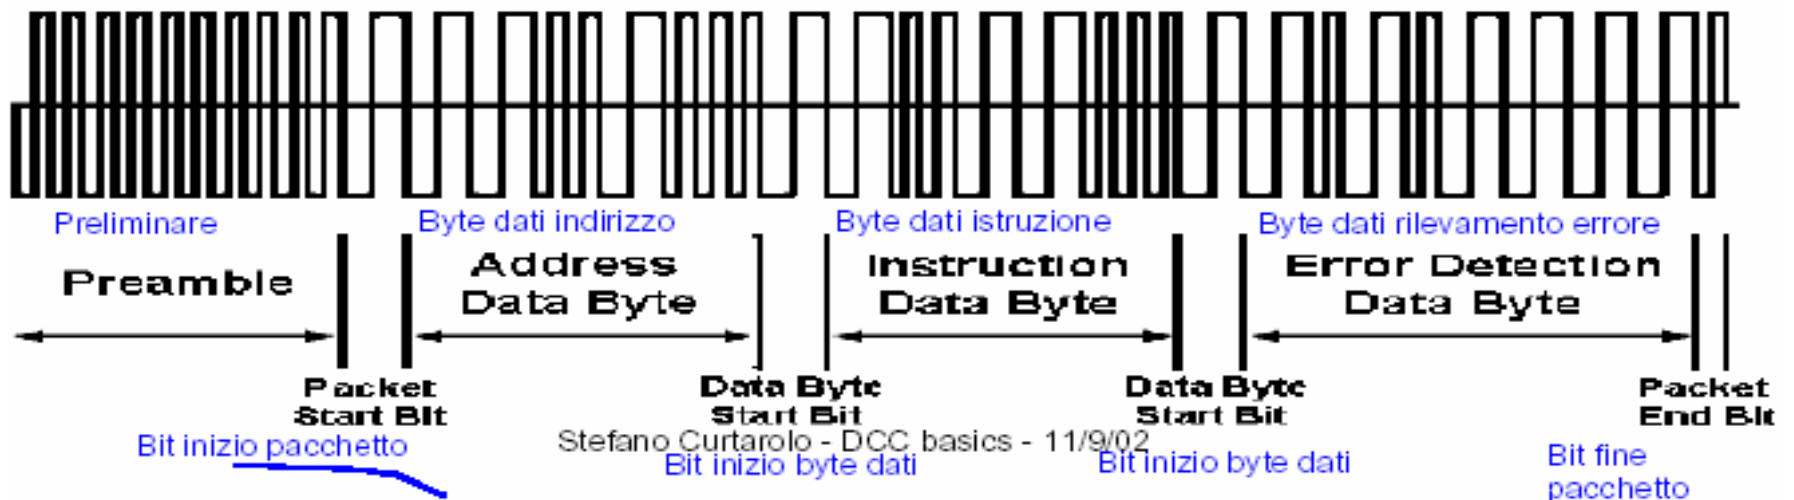 Preliminare
Byte dati indirizzo
Byte dati istruzione
Byte dati rilevamento errore
Preamble
Address
Data Byte
Instruction
Data Byte
Error Detection
Data Byte
Packet
Start Bit
Data Byte
Start Bit
Data Byte
Start Bit
Packet
End Bit
Bit inizio pacchetto
Stefano Curtarolo - DCC basics - 11/9/02
Bit inizio byte dati
Bit inizio byte dati
Bit fine
pacchetto